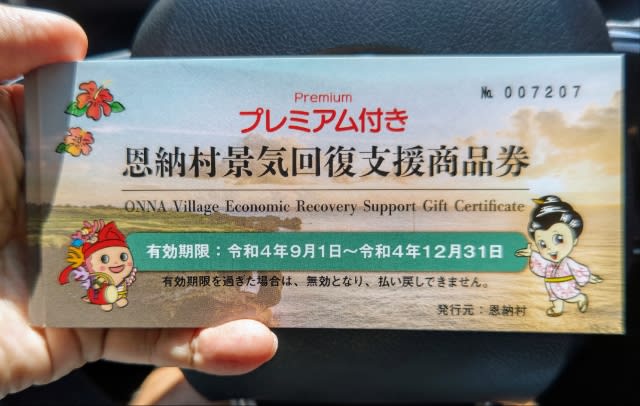 № 007207
Premium
プレミアム付き
恩納村景気回復支援商品券
ONNA Village Economic Recovery Support Gift Certificate
有効期限：令和4年9月1日～令和4年12月31日
有効期限を過ぎた場合は、無効となり、払い戻しできません。
発行元：恩納村